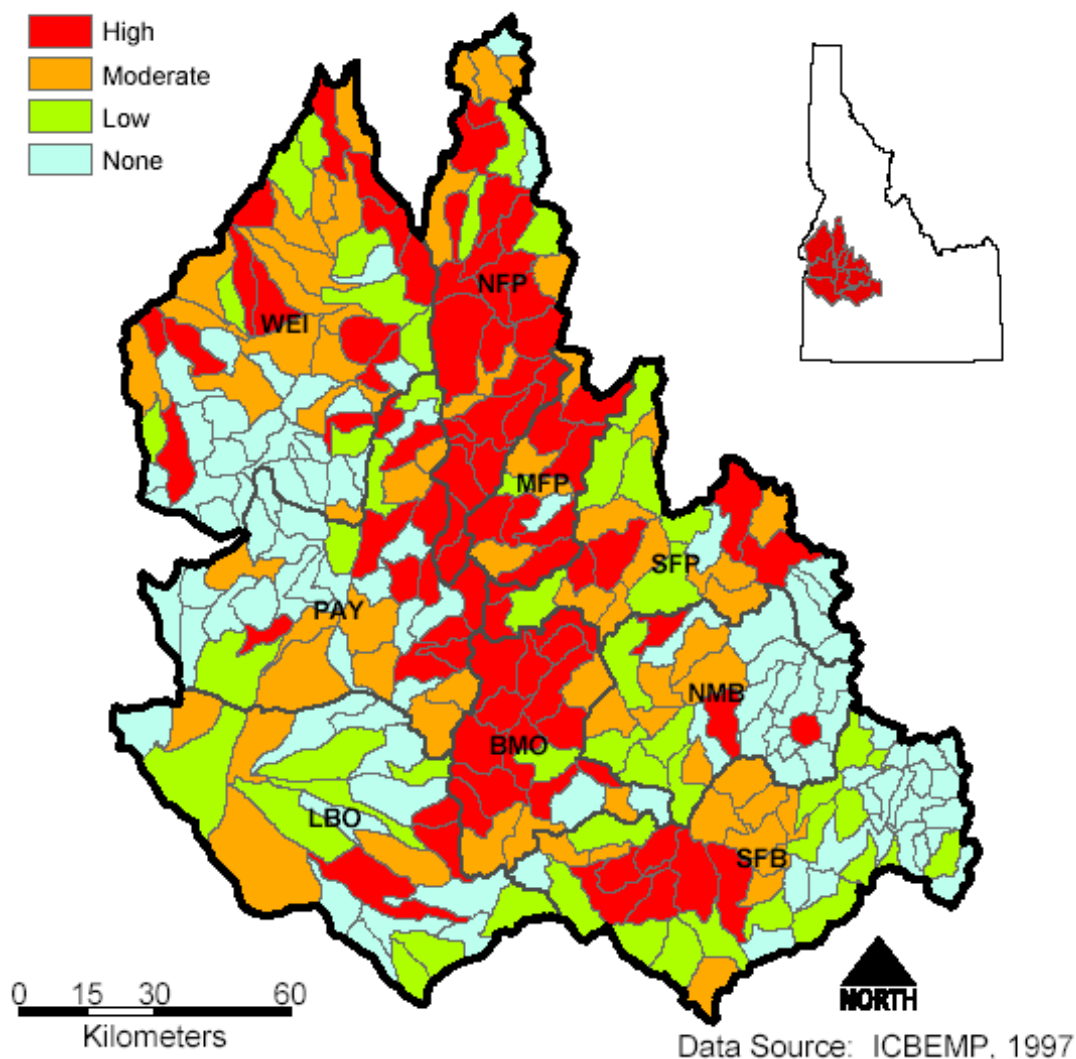 High
Moderate
Low
None
NFP
WEI
MFP
SFP
PAY
NMB
BMO
LBO
SFB
0 15 30 60
Kilometers
NORTH
Data Source: ICBEMP. 1997